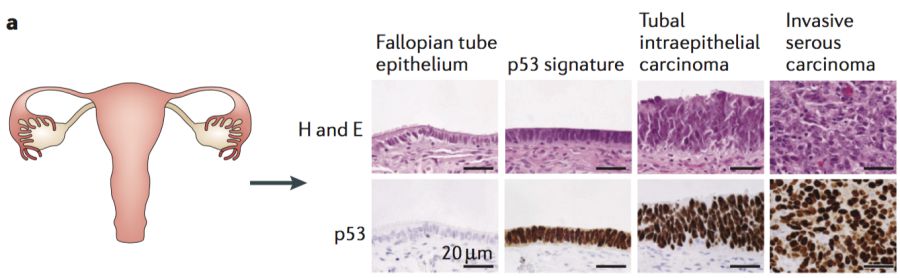 a
Fallopian tube
epithelium
p53 signature
Tubal
intraepithelial
carcinoma
Invasive
serous
carcinoma
H and E
p53
20 μm